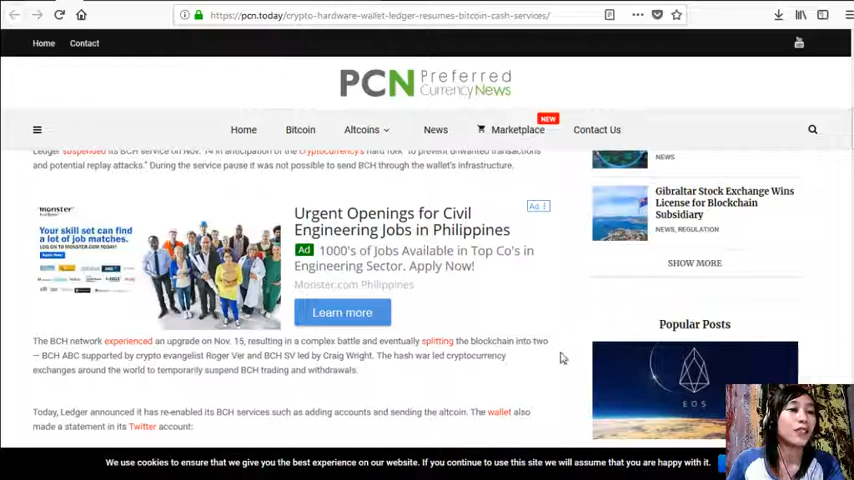 https://pcn.today/crypto-hardware-wallet-ledger-resumes-bitcoin-cash-services/
Home Contact
PCN Preferred
Currency News
NEW
Home Bitcoin Altcoins News Marketplace Contact Us
Ledger suspended its BCH service on Nov. 14 in anticipation of the cryptocurrency's hard fork "to prevent unwanted transactions
and potential replay attacks." During the service pause it was not possible to send BCH through the wallet's infrastructure.
NEWS
Gibraltar Stock Exchange Wins
License for Blockchain
Subsidiary
NEWS, REGULATION
SHOW MORE
monster
Your skill set can find
a lot of job matches.
LOG ON TO MONSTER.COM TODAY!
Apply Now!
Ad
Urgent Openings for Civil
Engineering Jobs in Philippines
Ad 1000's of Jobs Available in Top Co's in
Engineering Sector. Apply Now!
Monster.com Philippines
Learn more
Popular Posts
EOS
The BCH network experienced an upgrade on Nov. 15, resulting in a complex battle and eventually splitting the blockchain into two
— BCH ABC supported by crypto evangelist Roger Ver and BCH SV led by Craig Wright. The hash war led cryptocurrency
exchanges around the world to temporarily suspend BCH trading and withdrawals.
Today, Ledger announced it has re-enabled its BCH services such as adding accounts and sending the altcoin. The wallet also
made a statement in its Twitter account:
We use cookies to ensure that we give you the best experience on our website. If you continue to use this site we will assume that you are happy with it.